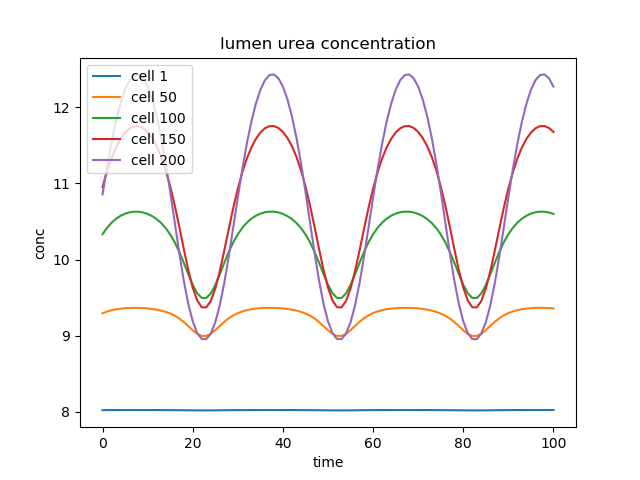 lumen urea concentration
cell 1
cell 50
cell 100
cell 150
cell 200
12
11
10
9
8
conc
0 20 40 60 80 100
time